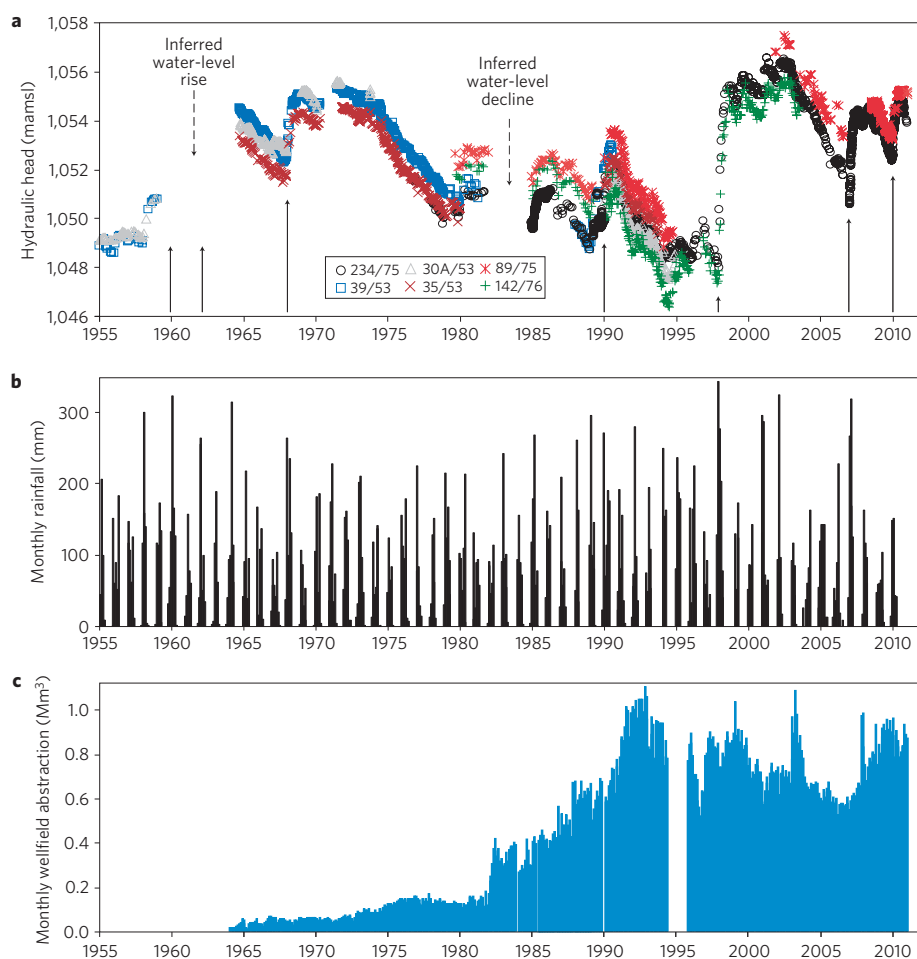 a
1,058
1,056
1,054
1,052
1,050
1,048
1,046
Hydraulic head (mamsl)
Inferred
water-level
rise
Inferred
water-level
decline
234/75 30A/53 89/75
39/53 35/53 142/76
1955 1960 1965 1970 1975 1980 1985 1990 1995 2000 2005 2010
b
300
200
100
0
Monthly rainfall (mm)
1955 1960 1965 1970 1975 1980 1985 1990 1995 2000 2005 2010
c
1.0
0.8
0.6
0.4
0.2
0.0
Monthly wellfield abstraction (Mm³)
1955 1960 1965 1970 1975 1980 1985 1990 1995 2000 2005 2010